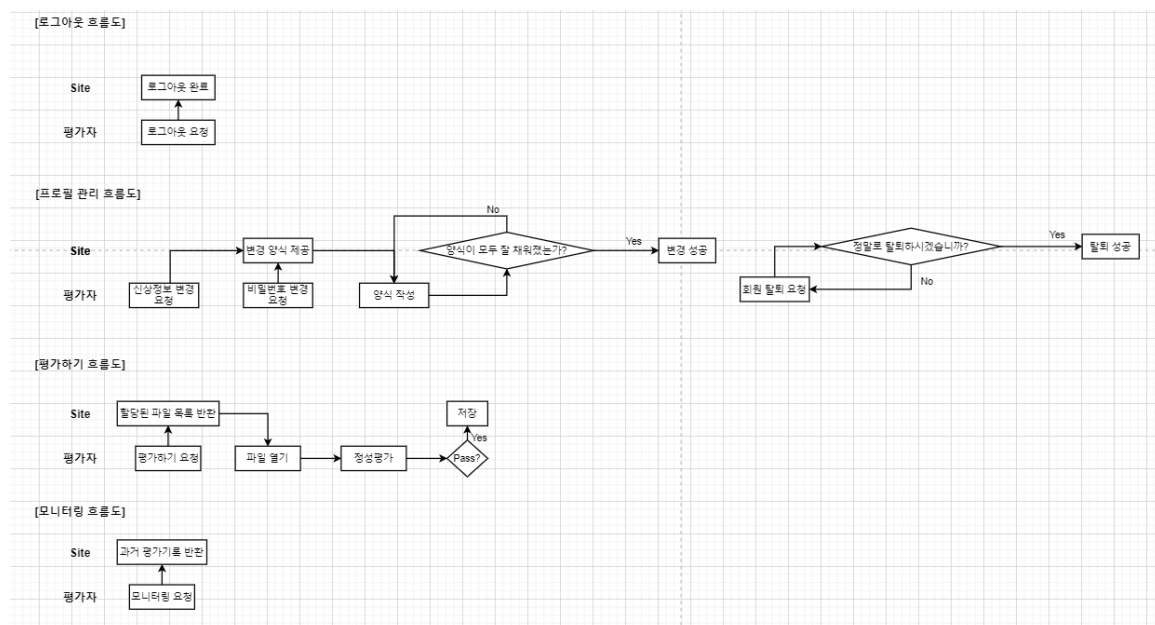 [로그아웃 흐름도]
Site
로그아웃 완료
평가자
로그아웃 요청
[프로필 관리 흐름도]
No
Site
변경 양식 제공
양식이 모두 잘 채워졌는가?
Yes
변경 성공
정말로 탈퇴하시겠습니까?
Yes
탈퇴 성공
평가자
신상정보 변경
요청
비밀번호 변경
요청
양식 작성
회원 탈퇴 요청
No
[평가하기 흐름도]
Site
할당된 파일 목록 반환
저장
Yes
평가자
평가하기 요청
파일 열기
정성평가
Pass?
[모니터링 흐름도]
Site
과거 평가기록 반환
평가자
모니터링 요청